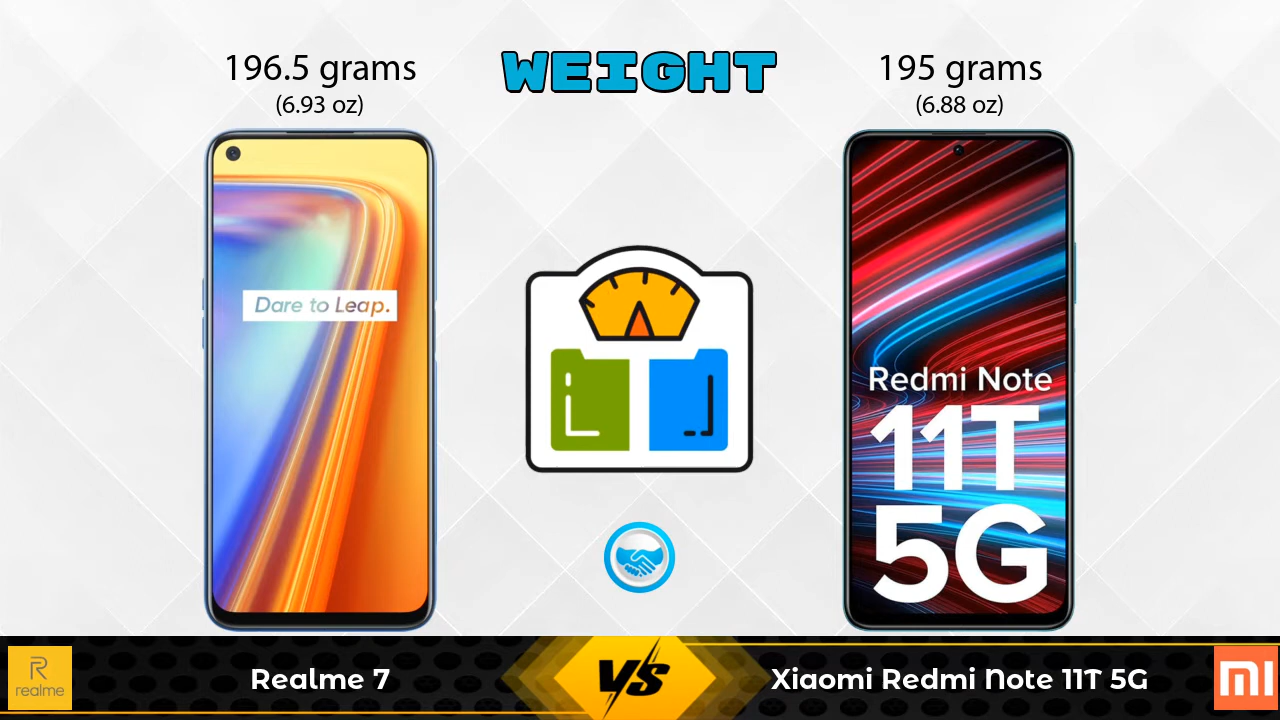 196.5 grams
(6.93 oz)
WEIGHT
195 grams
(6.88 oz)
Dare to Leap.
Redmi Note
11T
5G
R
realme
Realme 7
VS
Xiaomi Redmi Note 11T 5G
MI